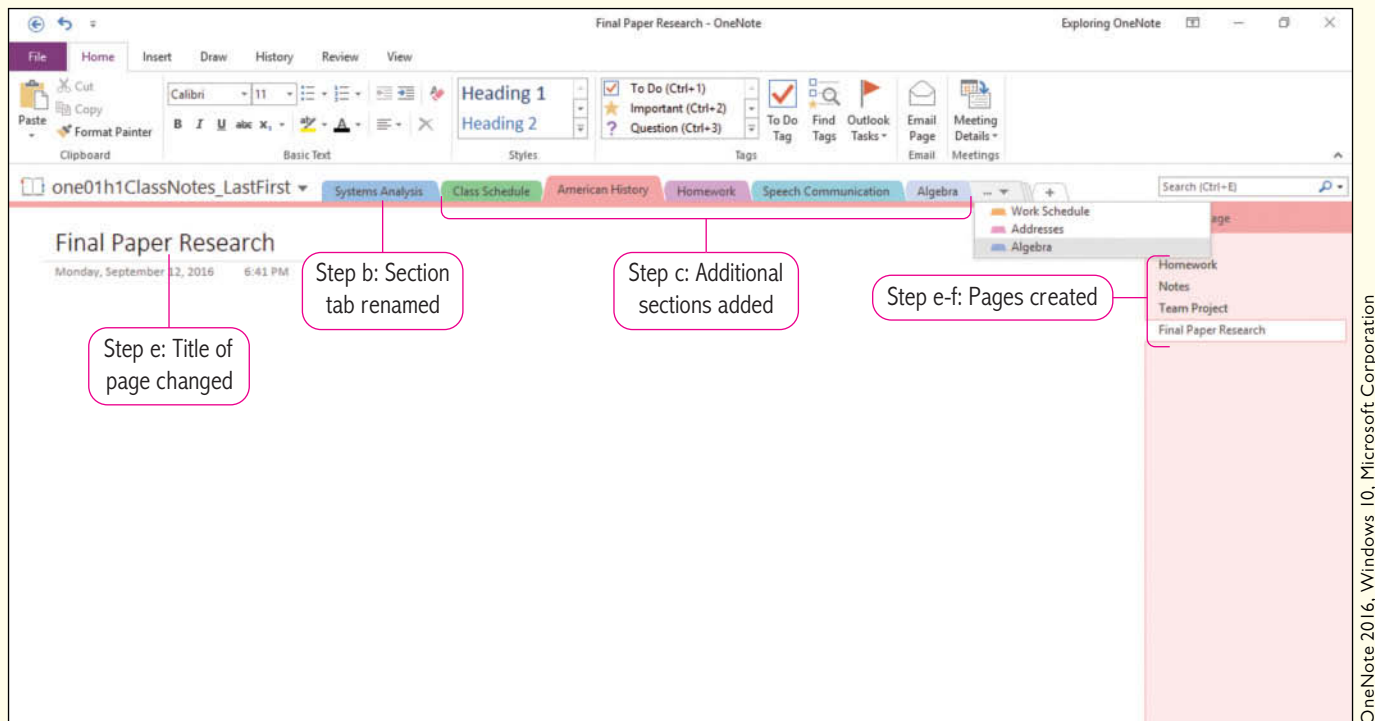 Final Paper Research - OneNote
Exploring OneNote
File Home Insert Draw History Review View
Paste
Cut
Copy
Format Painter
Clipboard
Calibri 11
B I U abc x, A
Basic Text
Heading 1
Heading 2
Styles
To Do (Ctrl+1)
Important (Ctrl+2)
? Question (Ctrl+3)
To Do Tag
Find Tags
Outlook Tasks
Tags
Email Page
Email
Meeting Details
Meetings
one01h1ClassNotes_LastFirst
Systems Analysis Class Schedule American History Homework Speech Communication Algebra ... +
Search (Ctrl+E)
Work Schedule
Addresses
Algebra
age
Homework
Notes
Team Project
Final Paper Research
Final Paper Research
Monday, September 12, 2016 6:41 PM
Step b: Section
tab renamed
Step c: Additional
sections added
Step e-f: Pages created
Step e: Title of
page changed
OneNote 2016, Windows 10, Microsoft Corporation